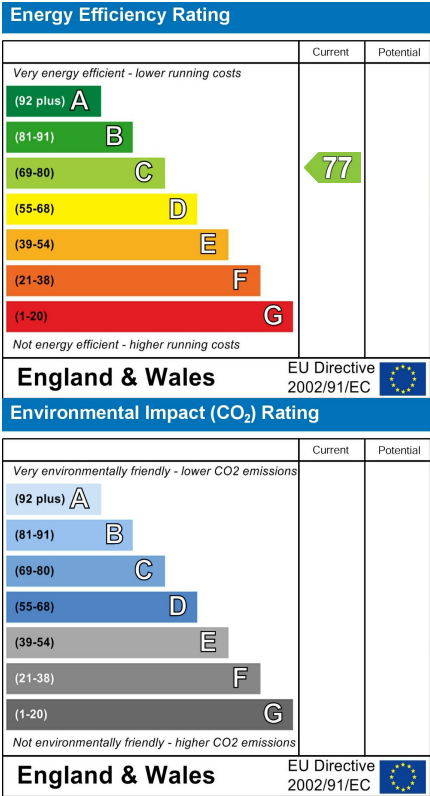 Energy Efficiency Rating
Current Potential
Very energy efficient - lower running costs
(92 plus) A
(81-91) B
(69-80) C
77
(55-68) D
(39-54) E
(21-38) F
(1-20) G
Not energy efficient - higher running costs
England & Wales
EU Directive
2002/91/EC
Environmental Impact (CO₂) Rating
Current Potential
Very environmentally friendly - lower CO2 emissions
(92 plus) A
(81-91) B
(69-80) C
(55-68) D
(39-54) E
(21-38) F
(1-20) G
Not environmentally friendly - higher CO2 emissions
England & Wales
EU Directive
2002/91/EC